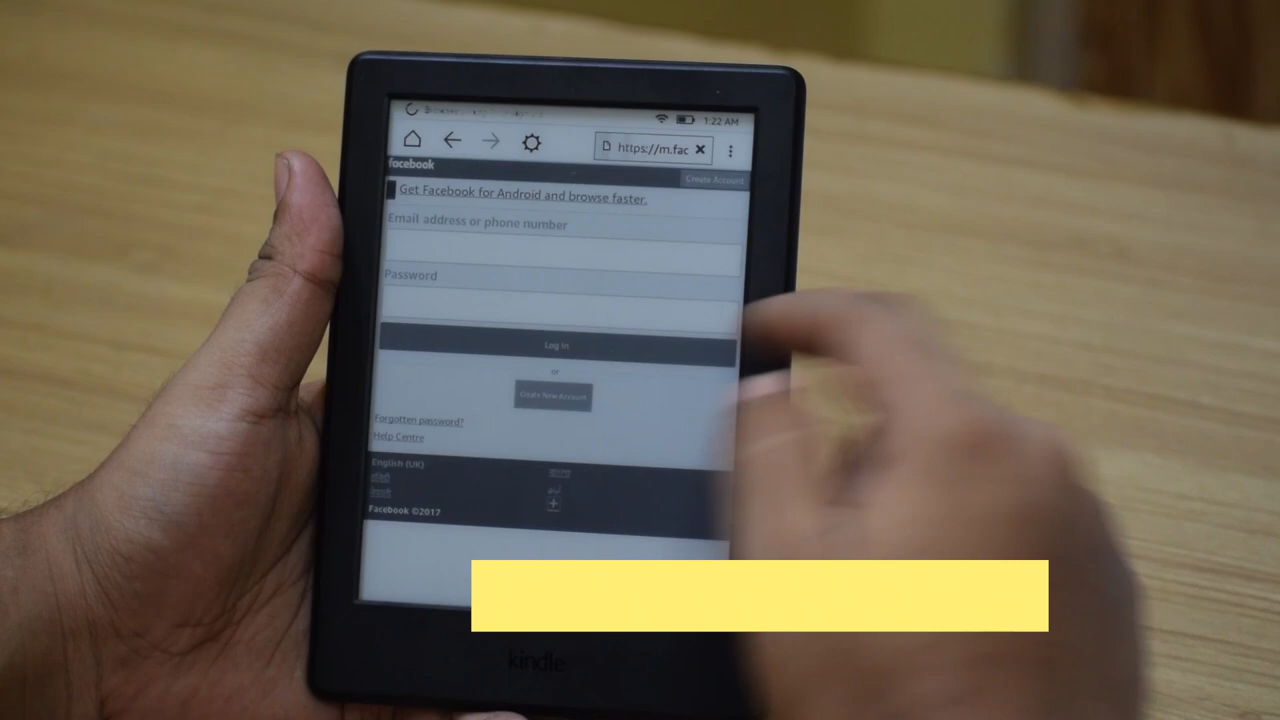 1:22 AM
https://m.fac
facebook
Create Account
Get Facebook for Android and browse faster.
Email address or phone number
Password
Log In
or
Create New Account
Forgotten password?
Help Centre
English (UK)
Facebook ©2017
kindle